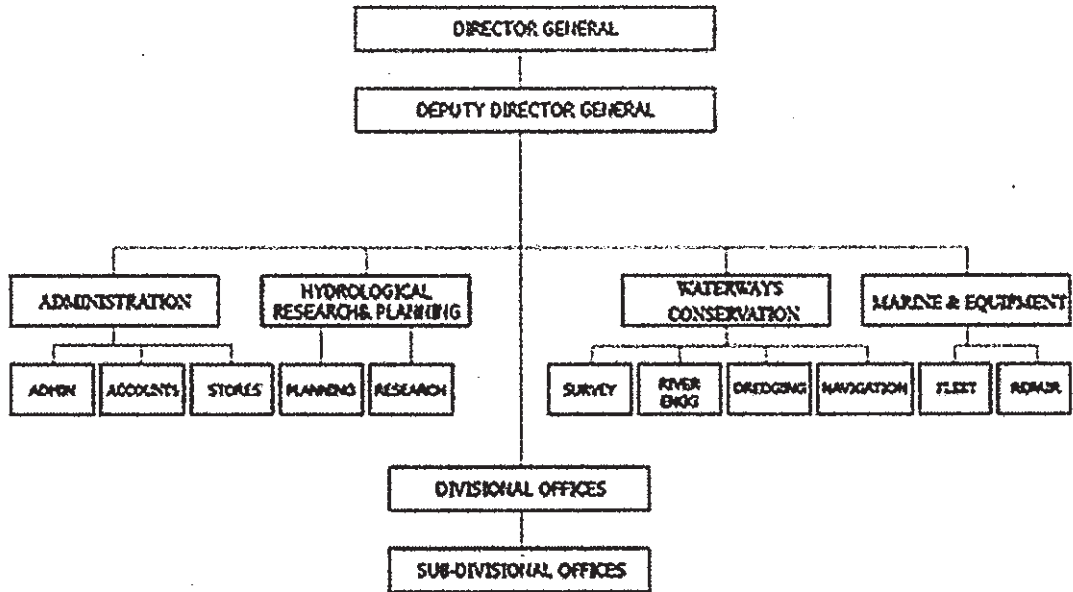 DIRECTOR GENERAL
DEPUTY DIRECTOR GENERAL
ADMINISTRATION
HYDROLOGICAL
RESEARCH& PLANNING
WATERWAYS
CONSERVATION
MARINE & EQUIPMENT
ADMIN
ACCOUNTS
STORES
PLANNING
RESEARCH
SURVEY
RIVER
ENGG
DREDGING
NAVIGATION
FLEET
REPAIR
DIVISIONAL OFFICES
SUB-DIVISIONAL OFFICES